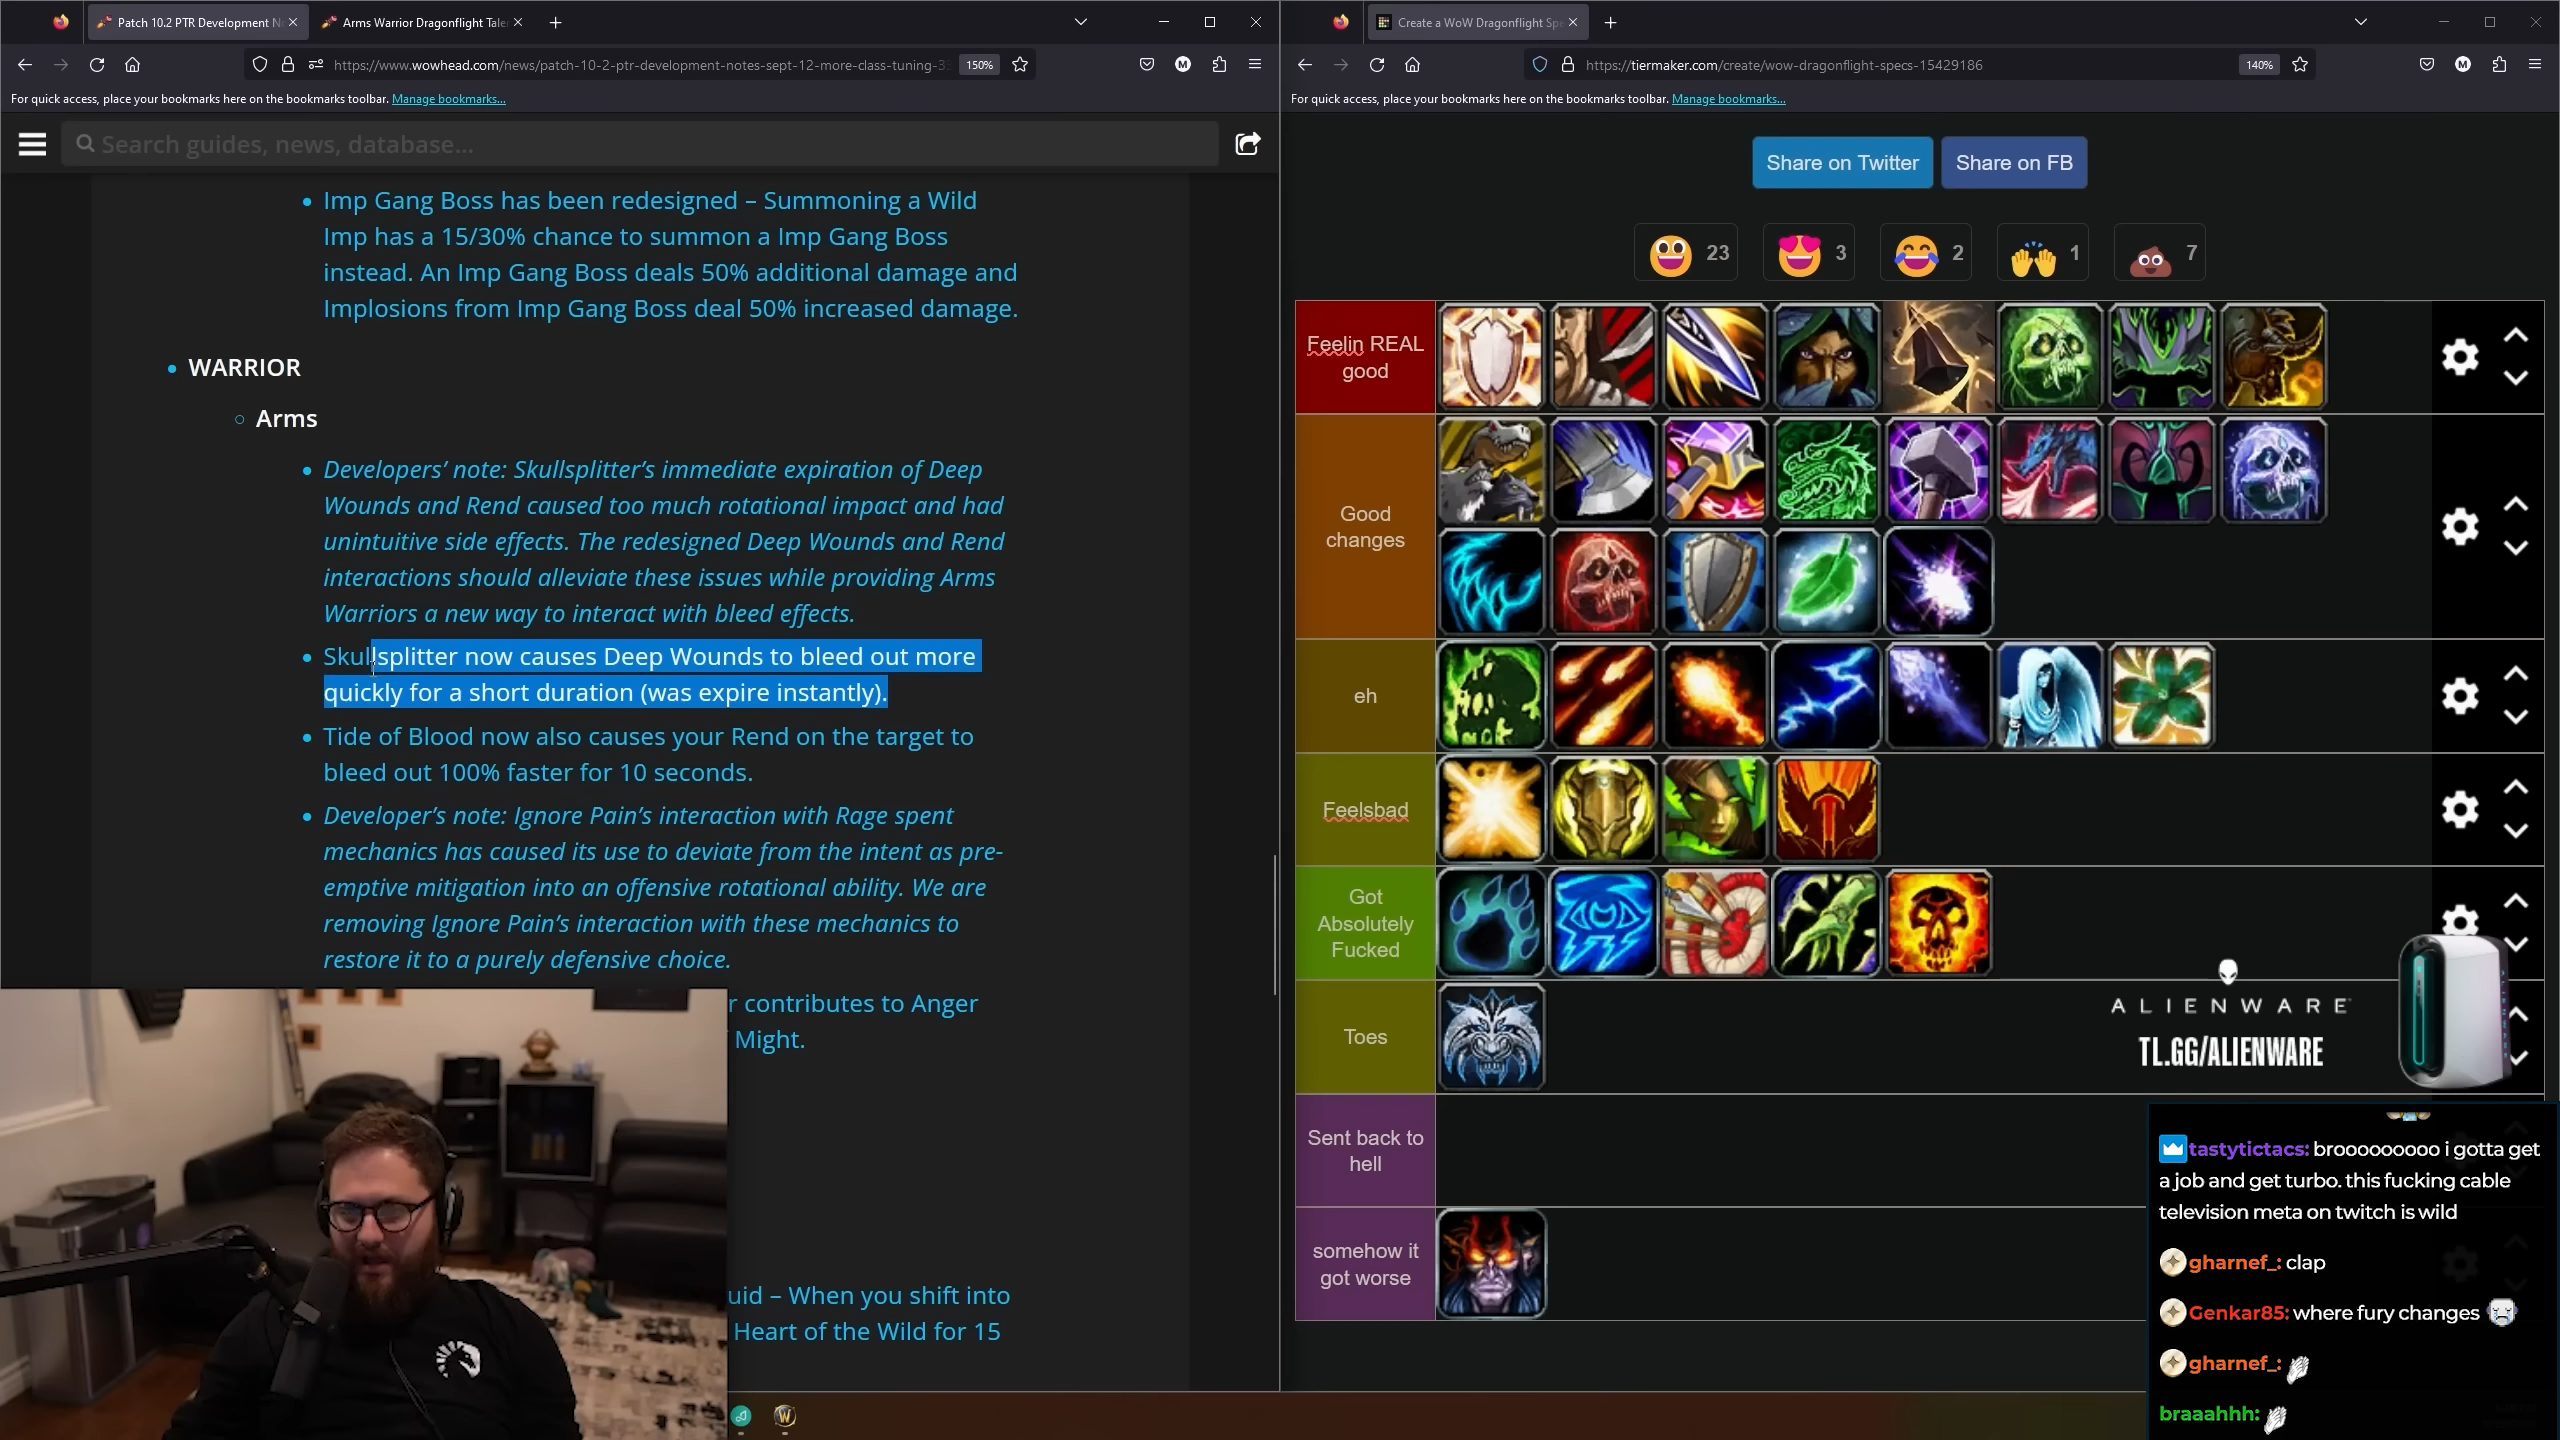 Patch 10.2 PTR Development N
Arms Warrior Dragonflight Tale
https://www.wowhead.com/news/patch-10-2-ptr-development-notes-sept-12-more-class-tuning-33
150%
For quick access, place your bookmarks here on the bookmarks toolbar. Manage bookmarks...
Search guides, news, database...
Imp Gang Boss has been redesigned – Summoning a Wild
Imp has a 15/30% chance to summon a Imp Gang Boss
instead. An Imp Gang Boss deals 50% additional damage and
Implosions from Imp Gang Boss deal 50% increased damage.
WARRIOR
Arms
Developers’ note: Skullsplitter’s immediate expiration of Deep
Wounds and Rend caused too much rotational impact and had
unintuitive side effects. The redesigned Deep Wounds and Rend
interactions should alleviate these issues while providing Arms
Warriors a new way to interact with bleed effects.
Skullsplitter now causes Deep Wounds to bleed out more
quickly for a short duration (was expire instantly).
Tide of Blood now also causes your Rend on the target to
bleed out 100% faster for 10 seconds.
Developer’s note: Ignore Pain’s interaction with Rage spent
mechanics has caused its use to deviate from the intent as pre-
emptive mitigation into an offensive rotational ability. We are
removing Ignore Pain’s interaction with these mechanics to
restore it to a purely defensive choice.
r contributes to Anger
Might.
uid – When you shift into
Heart of the Wild for 15
Create a WoW Dragonflight Spe
https://tiermaker.com/create/wow-dragonflight-specs-15429186
140%
For quick access, place your bookmarks here on the bookmarks toolbar. Manage bookmarks...
Share on Twitter
Share on FB
23
3
2
1
7
Feelin REAL
good
Good
changes
eh
Feelsbad
Got
Absolutely
Fucked
Toes
Sent back to
hell
somehow it
got worse
ALIENWARE
TL.GG/ALIENWARE
tastytictacs: brooooooooo i gotta get
a job and get turbo. this fucking cable
television meta on twitch is wild
gharnef_: clap
Genkar85: where fury changes
gharnef_:
braaahhh: